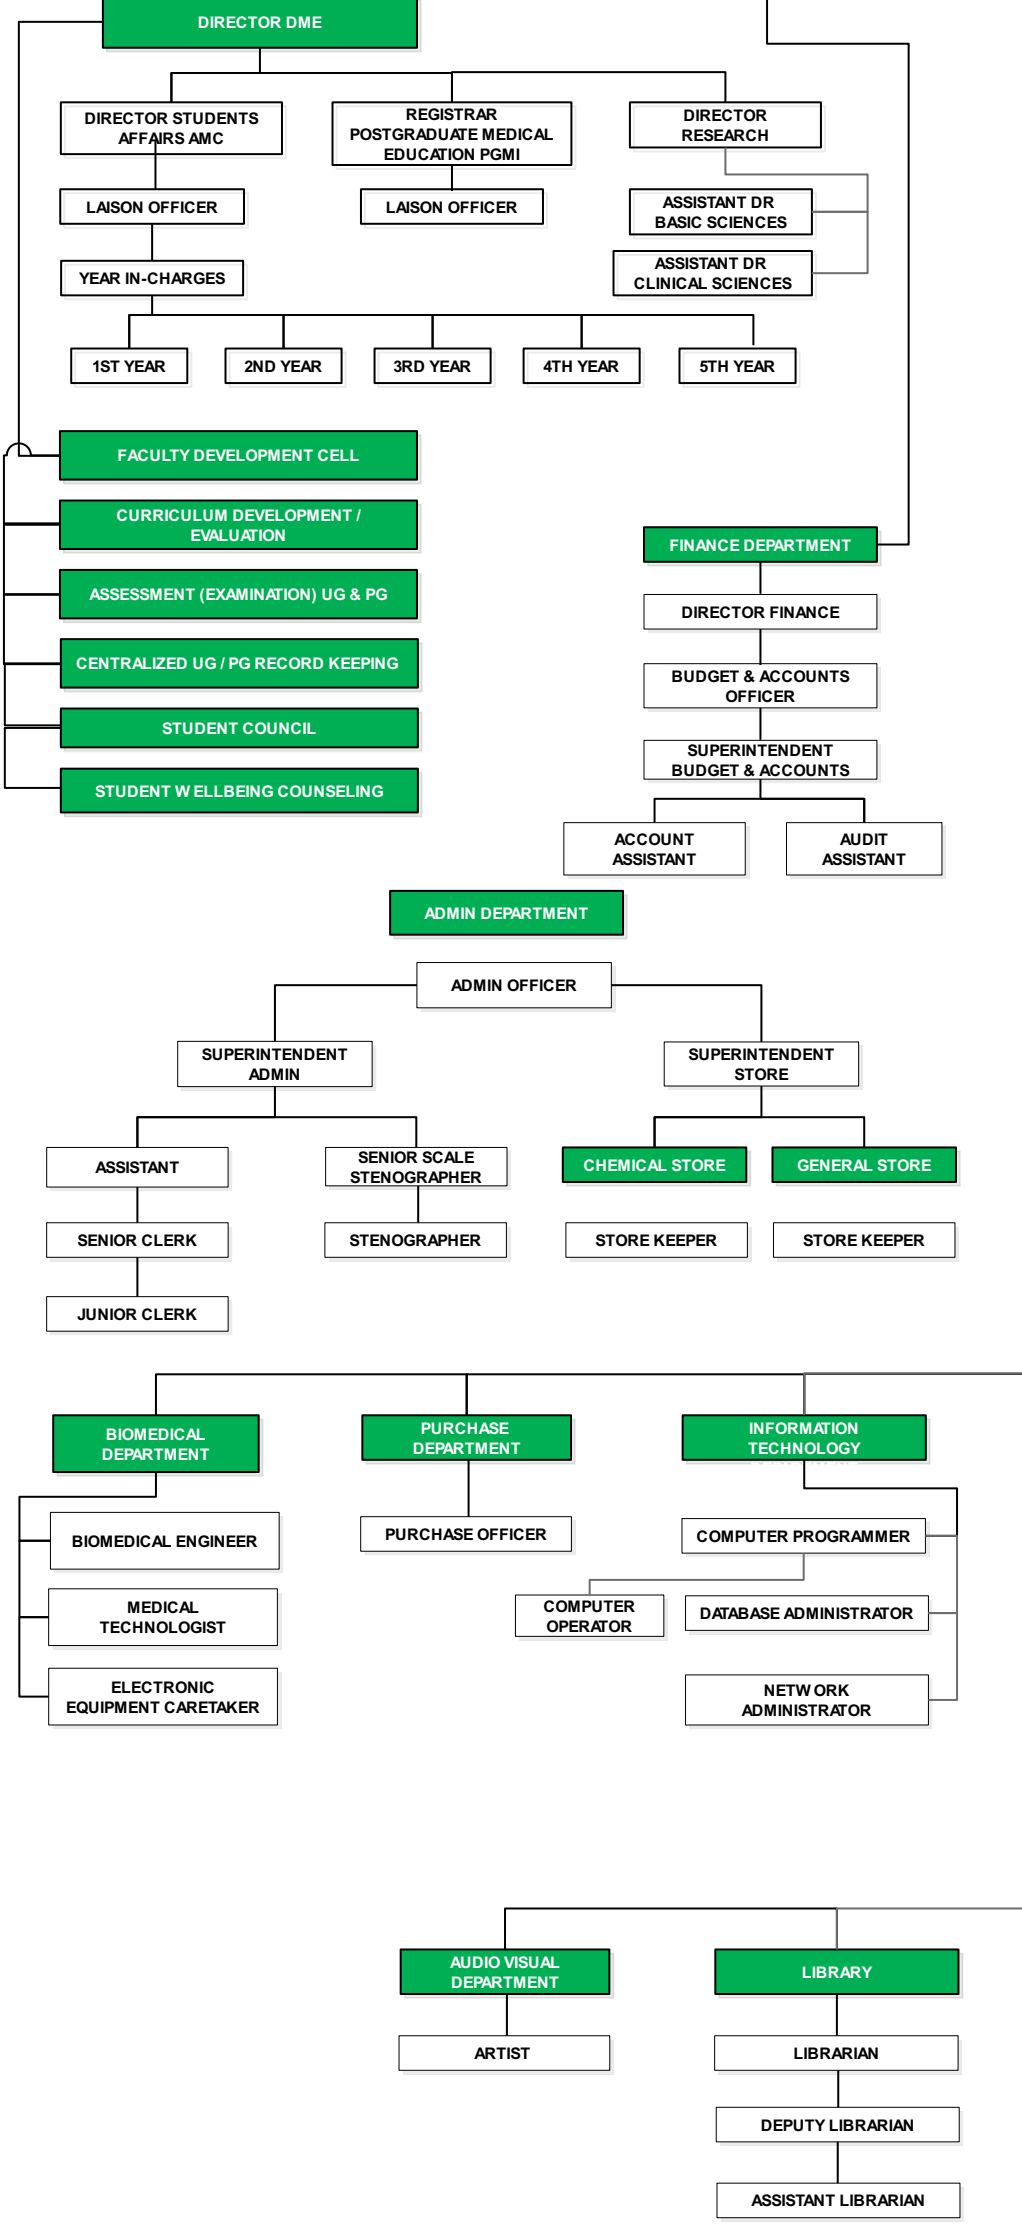 DIRECTOR DME
DIRECTOR STUDENTS
AFFAIRS AMC
REGISTRAR
POSTGRADUATE MEDICAL
EDUCATION PGMI
DIRECTOR
RESEARCH
LAISON OFFICER
LAISON OFFICER
ASSISTANT DR
BASIC SCIENCES
YEAR IN-CHARGES
ASSISTANT DR
CLINICAL SCIENCES
1ST YEAR
2ND YEAR
3RD YEAR
4TH YEAR
5TH YEAR
FACULTY DEVELOPMENT CELL
CURRICULUM DEVELOPMENT /
EVALUATION
ASSESSMENT (EXAMINATION) UG & PG
CENTRALIZED UG / PG RECORD KEEPING
STUDENT COUNCIL
STUDENT WELLBEING COUNSELING
FINANCE DEPARTMENT
DIRECTOR FINANCE
BUDGET & ACCOUNTS
OFFICER
SUPERINTENDENT
BUDGET & ACCOUNTS
ACCOUNT
ASSISTANT
AUDIT
ASSISTANT
ADMIN DEPARTMENT
ADMIN OFFICER
SUPERINTENDENT
ADMIN
SUPERINTENDENT
STORE
ASSISTANT
SENIOR SCALE
STENOGRAPHER
CHEMICAL STORE
GENERAL STORE
SENIOR CLERK
STENOGRAPHER
STORE KEEPER
STORE KEEPER
JUNIOR CLERK
BIOMEDICAL
DEPARTMENT
PURCHASE
DEPARTMENT
INFORMATION
TECHNOLOGY
BIOMEDICAL ENGINEER
PURCHASE OFFICER
COMPUTER PROGRAMMER
MEDICAL
TECHNOLOGIST
COMPUTER
OPERATOR
DATABASE ADMINISTRATOR
ELECTRONIC
EQUIPMENT CARETAKER
NETWORK
ADMINISTRATOR
AUDIO VISUAL
DEPARTMENT
LIBRARY
ARTIST
LIBRARIAN
DEPUTY LIBRARIAN
ASSISTANT LIBRARIAN